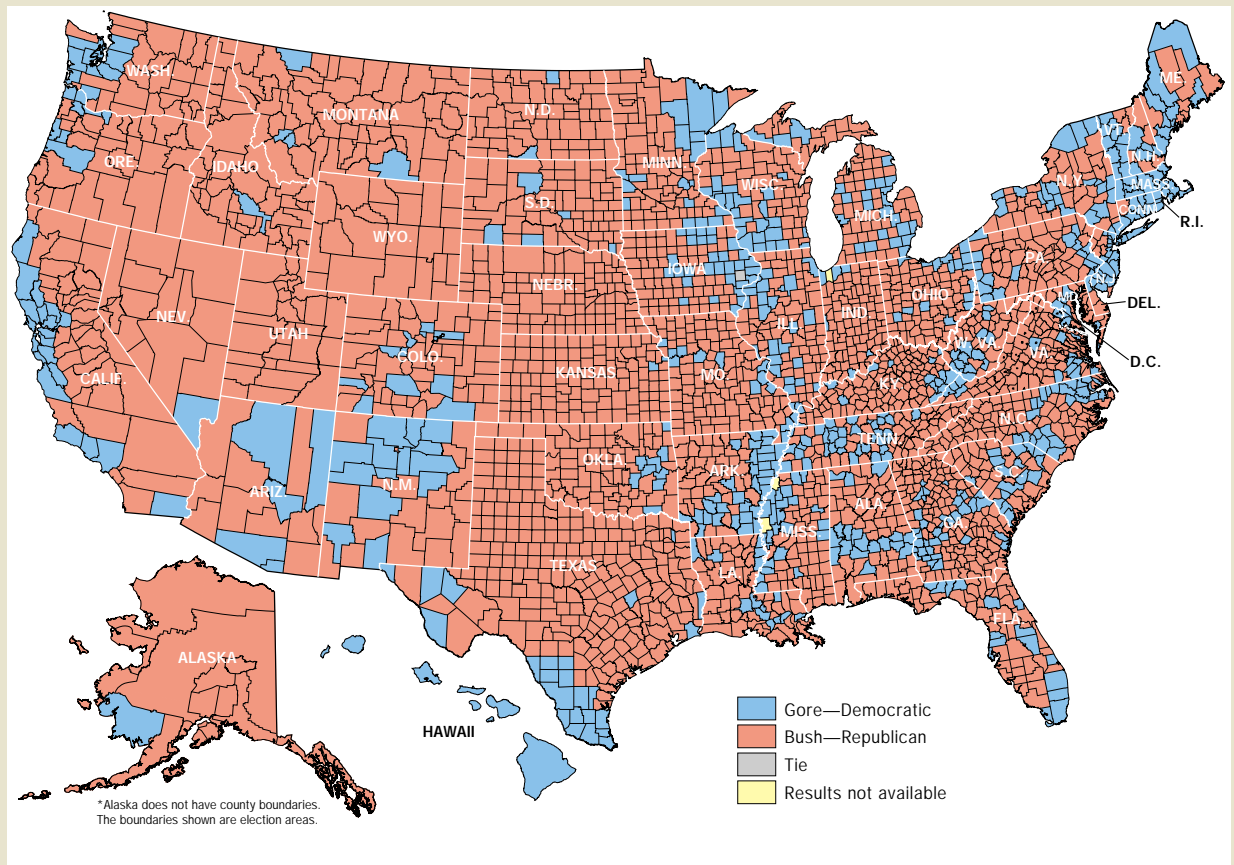 WASH.
MONTANA
N.D.
MINN.
ME.
ORE.
IDAHO
S.D.
WISC.
MICH.
N.Y.
VT.
N.H.
MASS.
CONN.
R.I.
WYO.
NEBR.
IOWA
PA.
N.J.
NEV.
UTAH
COLO.
KANSAS
MO.
ILL.
IND.
OHIO
MD.
DEL.
D.C.
W. VA.
VA.
KY.
CALIF.
ARIZ.
N.M.
OKLA.
ARK.
TENN.
N.C.
S.C.
TEXAS
LA.
MISS.
ALA.
GA.
FLA.
ALASKA
HAWAII
Gore—Democratic
Bush—Republican
Tie
Results not available
*Alaska does not have county boundaries.
The boundaries shown are election areas.